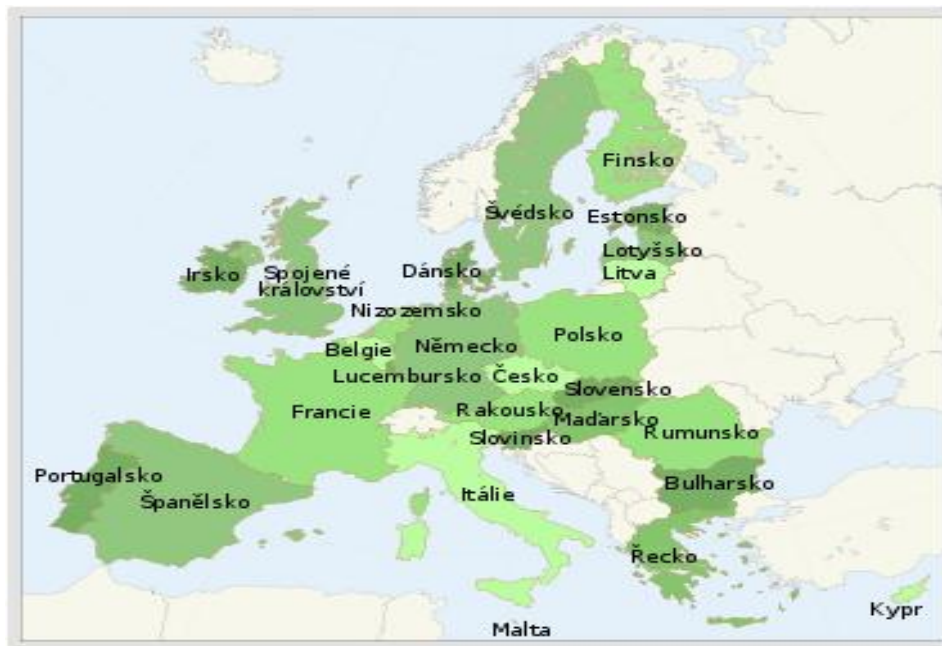 Finsko
Švédsko
Estonsko
Lotyšsko
Litva
Irsko
Spojené
království
Dánsko
Nizozemsko
Belgie
Německo
Polsko
Lucembursko
Česko
Slovensko
Francie
Rakousko
Maďarsko
Slovinsko
Rumunsko
Portugalsko
Španělsko
Itálie
Bulharsko
Řecko
Kypr
Malta